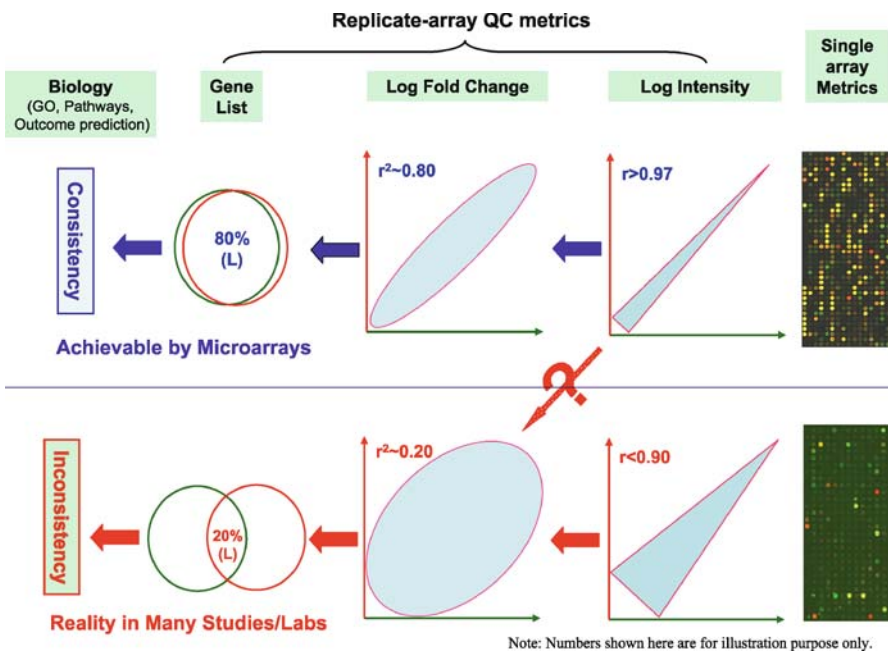 Replicate-array QC metrics
Biology
(GO, Pathways,
Outcome prediction)
Gene
List
Log Fold Change
Log Intensity
Single
array
Metrics
Consistency
80%
(L)
r²~0.80
r>0.97
Achievable by Microarrays
?
Inconsistency
20%
(L)
r²~0.20
r<0.90
Reality in Many Studies/Labs
Note: Numbers shown here are for illustration purpose only.